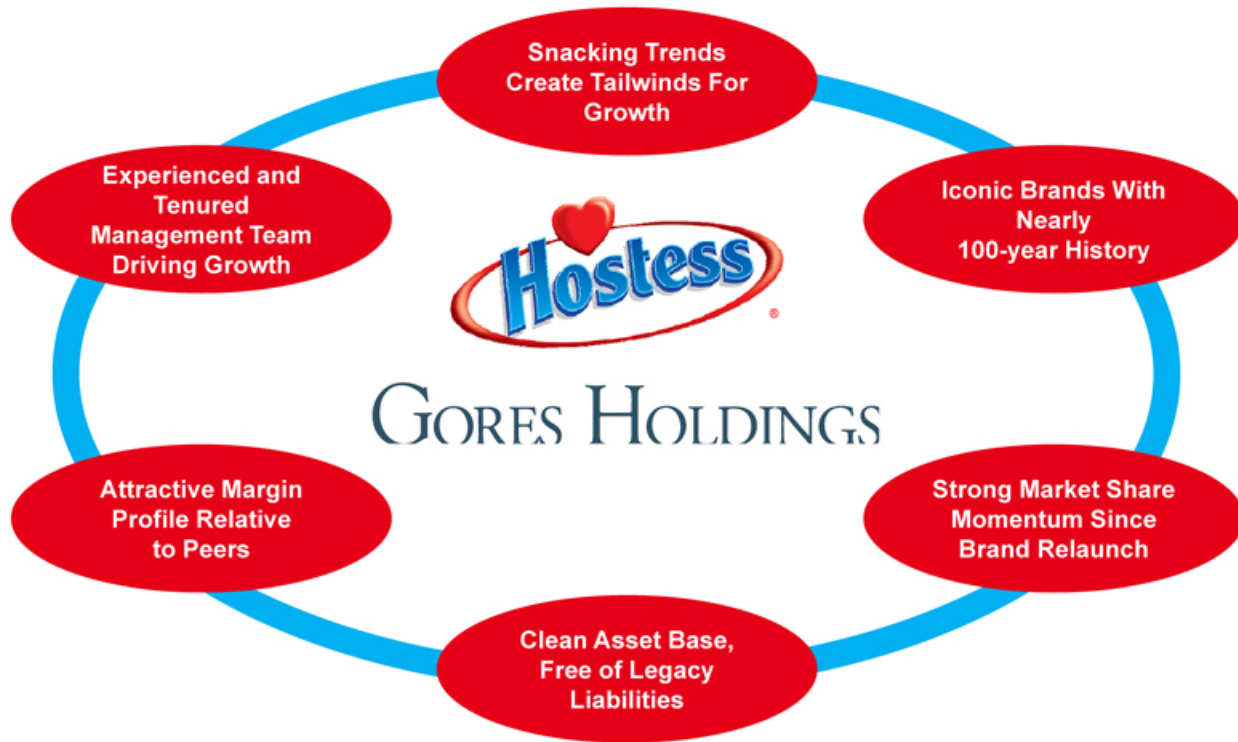 Snacking Trends
Create Tailwinds For
Growth
Experienced and
Tenured
Management Team
Driving Growth
Iconic Brands With
Nearly
100-year History
Hostess
®
GORES HOLDINGS
Attractive Margin
Profile Relative
to Peers
Strong Market Share
Momentum Since
Brand Relaunch
Clean Asset Base,
Free of Legacy
Liabilities